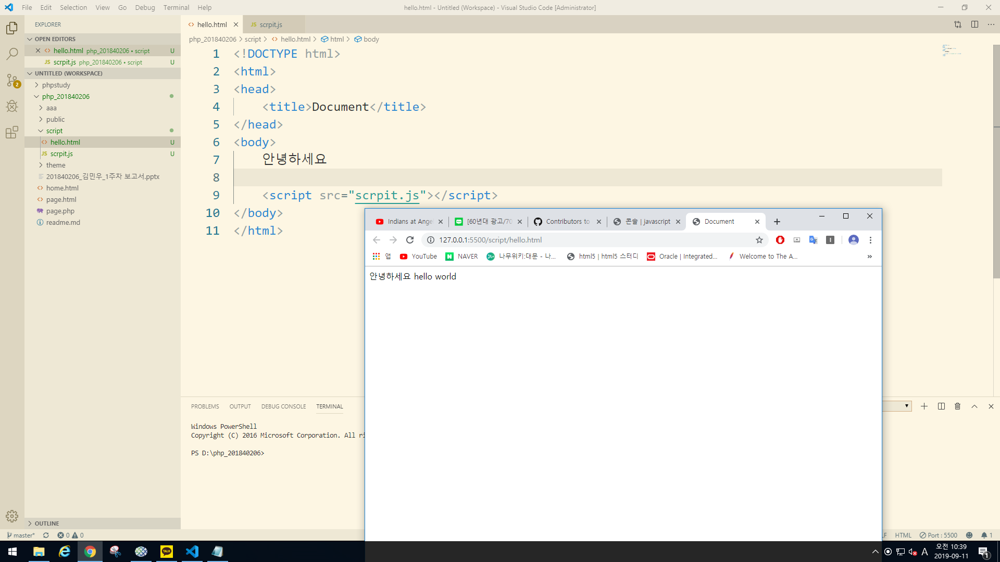 File Edit Selection View Go Debug Terminal Help
hello.html - Untitled (Workspace) - Visual Studio Code [Administrator]
EXPLORER
OPEN EDITORS
hello.html php_201840206 • script U
JS scrpit.js php_201840206 • script U
UNTITLED (WORKSPACE)
2
phpstudy
php_201840206
aaa
public
script
hello.html U
JS scrpit.js U
theme
201840206_김민우_1주차 보고서.pptx
home.html
page.html
page.php
readme.md
OUTLINE
hello.html
JS scrpit.js
php_201840206 > script > hello.html > html > body
1 <!DOCTYPE html>
2 <html>
3 <head>
4 <title>Document</title>
5 </head>
6 <body>
7 안녕하세요
8
9 <script src="scrpit.js"></script>
10 </body>
11 </html>
PROBLEMS OUTPUT DEBUG CONSOLE TERMINAL
Windows PowerShell
Copyright (C) 2016 Microsoft Corporation. All
PS D:\php_201840206>
Indians at Ange
[60년대 광고/70
Contributors to
콘솔 | javascript
Document
127.0.0.1:5500/script/hello.html
앱 YouTube NAVER 나무위키:대문 - 나... html5 | html5 스터디 Oracle | Integrated... Welcome to The A... »
안녕하세요 hello world
master* 0 0
LF HTML Port : 5500 1
TALK
A
오전 10:39
2019-09-11
1